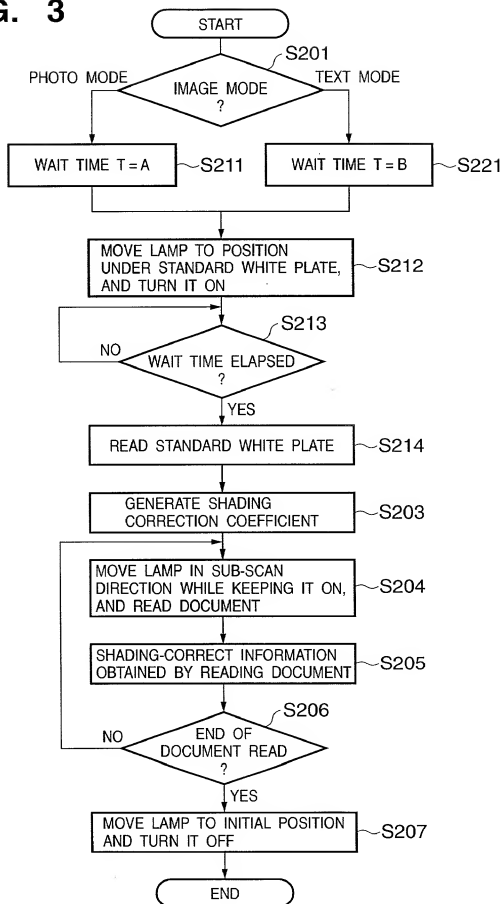 G. 3
START
S201
PHOTO MODE
TEXT MODE
IMAGE MODE
?
WAIT TIME T = A
S211
WAIT TIME T = B
S221
MOVE LAMP TO POSITION
UNDER STANDARD WHITE PLATE,
AND TURN IT ON
S212
S213
NO
WAIT TIME ELAPSED
?
YES
READ STANDARD WHITE PLATE
S214
GENERATE SHADING
CORRECTION COEFFICIENT
S203
MOVE LAMP IN SUB-SCAN
DIRECTION WHILE KEEPING IT ON,
AND READ DOCUMENT
S204
SHADING-CORRECT INFORMATION
OBTAINED BY READING DOCUMENT
S205
S206
NO
END OF
DOCUMENT READ
?
YES
MOVE LAMP TO INITIAL POSITION
AND TURN IT OFF
S207
END